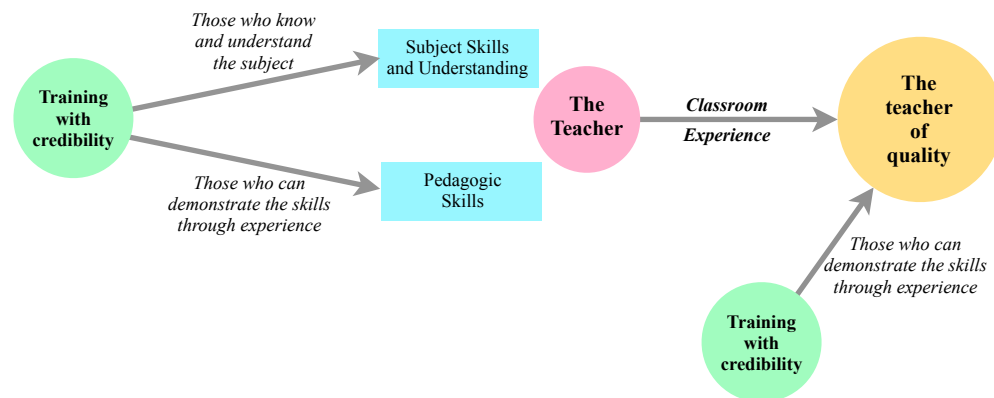 Those who know
and understand
the subject
Training
with
credibility
Those who can
demonstrate the skills
through experience
Subject Skills
and Understanding
Pedagogic
Skills
The
Teacher
Classroom
Experience
The
teacher
of
quality
Those who can
demonstrate the skills
through experience
Training
with
credibility